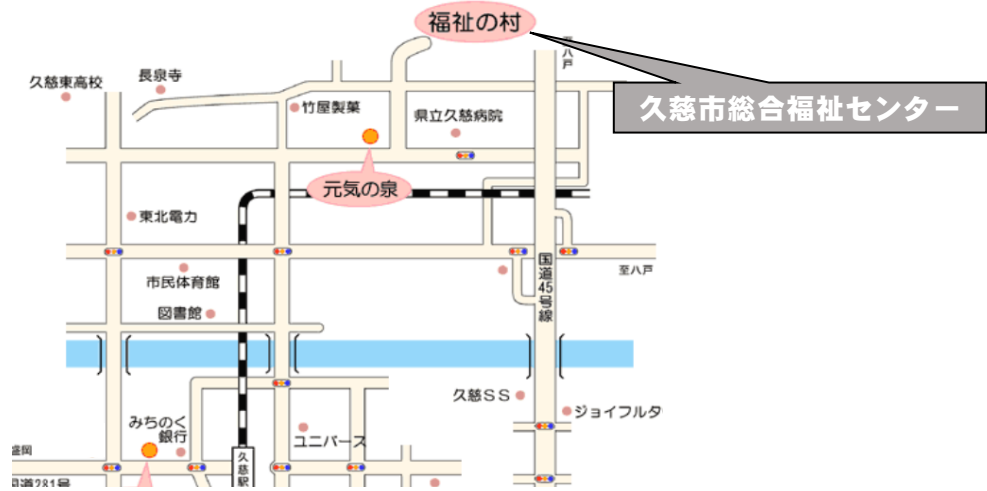 福祉の村
至八戸
久慈市総合福祉センター
久慈東高校
長泉寺
竹屋製菓
県立久慈病院
元気の泉
東北電力
市民体育館
図書館
国道45号線
至八戸
久慈SS
ジョイフルタ
みちのく
銀行
ユニバース
盛岡
久慈駅
国道281号